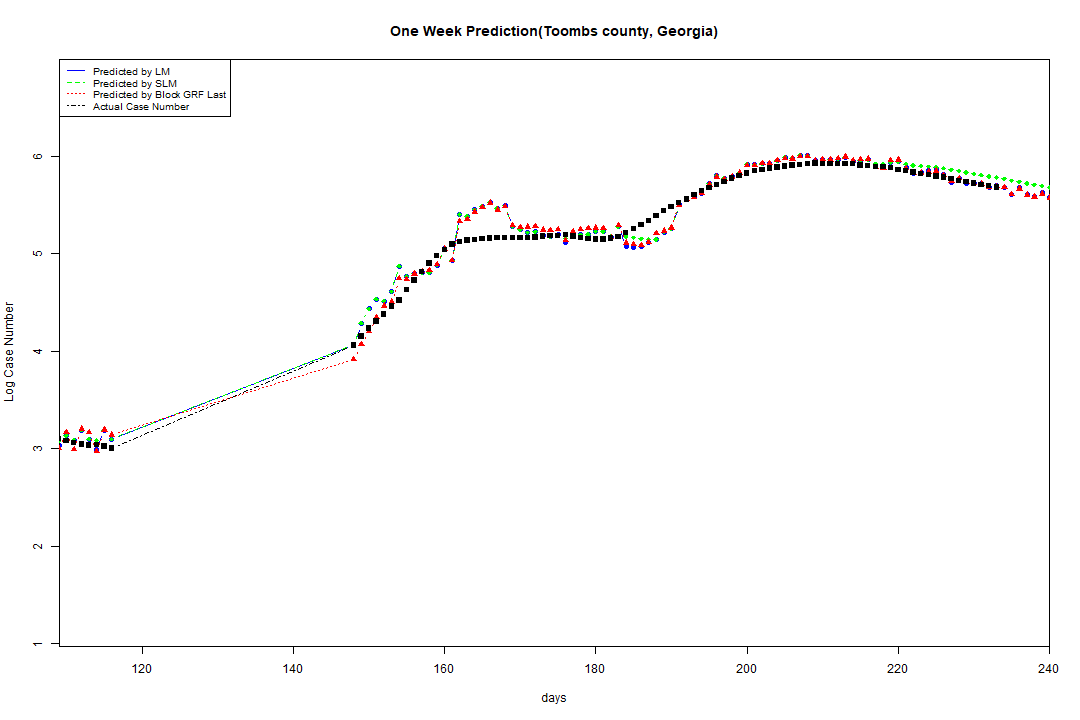 One Week Prediction(Toombs county, Georgia)
Predicted by LM
Predicted by SLM
Predicted by Block GRF Last
Actual Case Number
Log Case Number
6
5
4
3
2
1
120 140 160 180 200 220 240
days